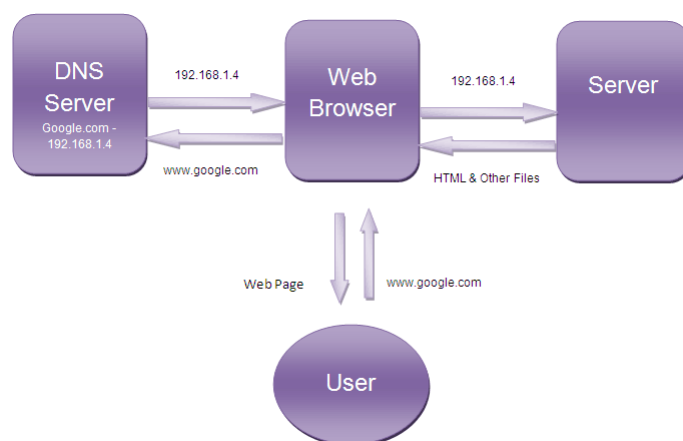 DNS
Server
Google.com -
192.168.1.4
192.168.1.4
www.google.com
Web
Browser
192.168.1.4
HTML & Other Files
Server
Web Page
www.google.com
User